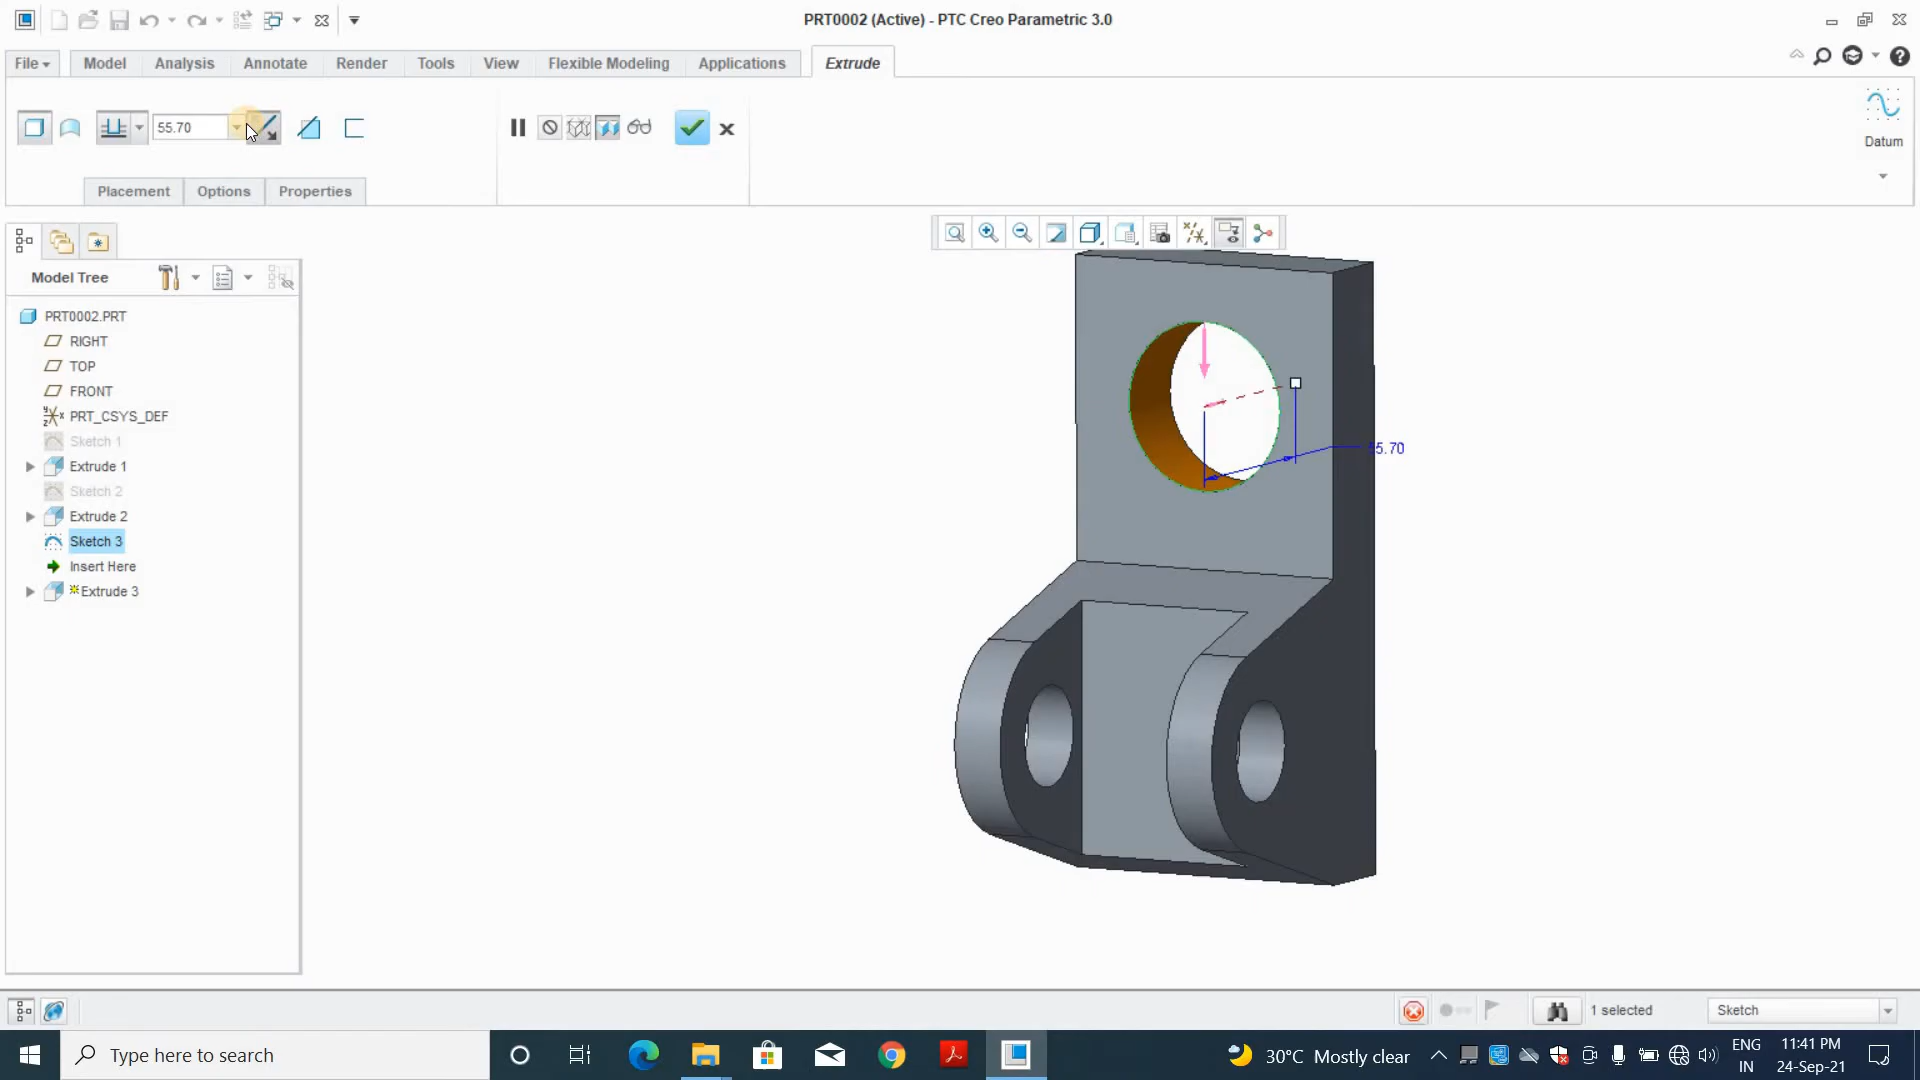 PRT0002 (Active) - PTC Creo Parametric 3.0
File Model Analysis Annotate Render Tools View Flexible Modeling Applications Extrude
55.70
Datum
Placement Options Properties
Model Tree
PRT0002.PRT
RIGHT
TOP
FRONT
PRT_CSYS_DEF
Sketch 1
Extrude 1
Sketch 2
Extrude 2
Sketch 3
Insert Here
Extrude 3
55.70
1 selected Sketch
Type here to search
30°C Mostly clear
ENG
IN
11:41 PM
24-Sep-21